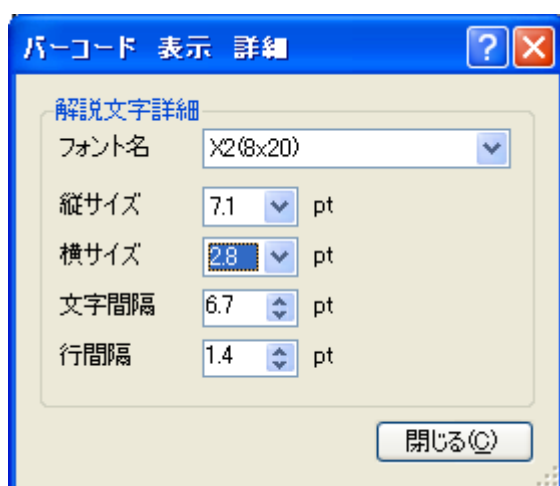 バーコード 表示 詳細
解説文字詳細
フォント名 X2(8x20)
縦サイズ 7.1 pt
横サイズ 2.8 pt
文字間隔 6.7 pt
行間隔 1.4 pt
閉じる(C)